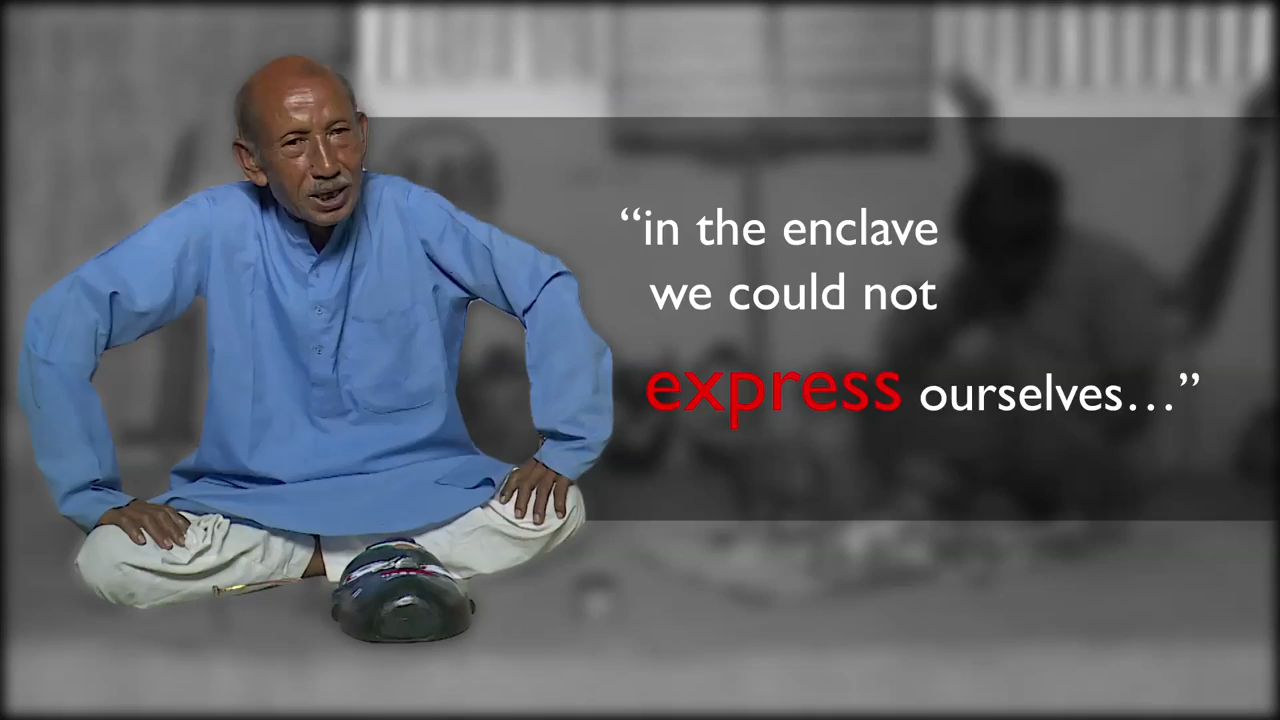 “in the enclave
we could not
express ourselves…”